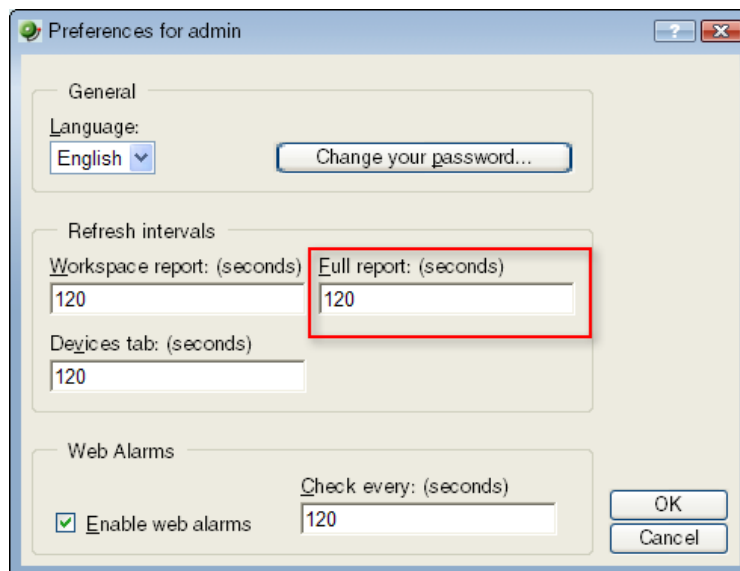 Preferences for admin
General
Language:
English
Change your password...
Refresh intervals
Workspace report: (seconds) Full report: (seconds)
120 120
Devices tab: (seconds)
120
Web Alarms
Check every: (seconds)
Enable web alarms 120
OK
Cancel